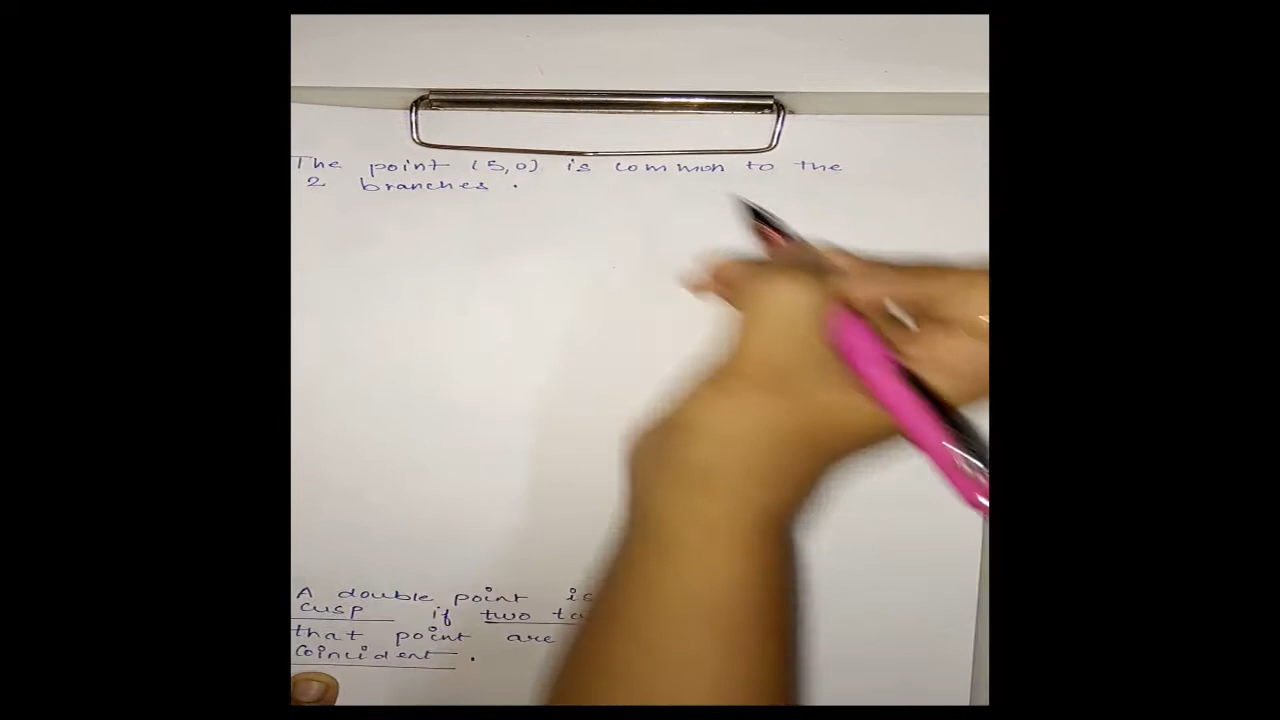 The point (5,0) is common to the
2 branches.
A double point is
cusp if two
that point are
coincident.